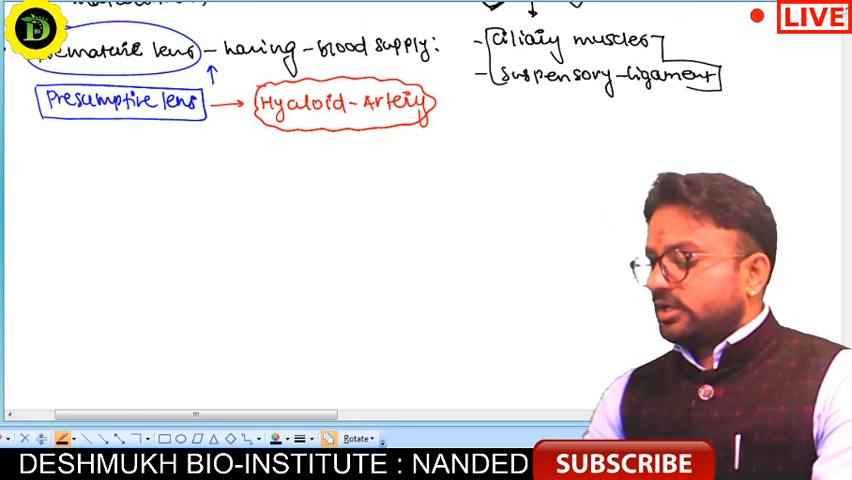 LIVE
D
lens - having - blood supply:
Presumptive lens → Hyaloid - Artery
- Ciliary muscles
- Suspensory - ligament
Rotate
DESHMUKH BIO-INSTITUTE : NANDED
SUBSCRIBE